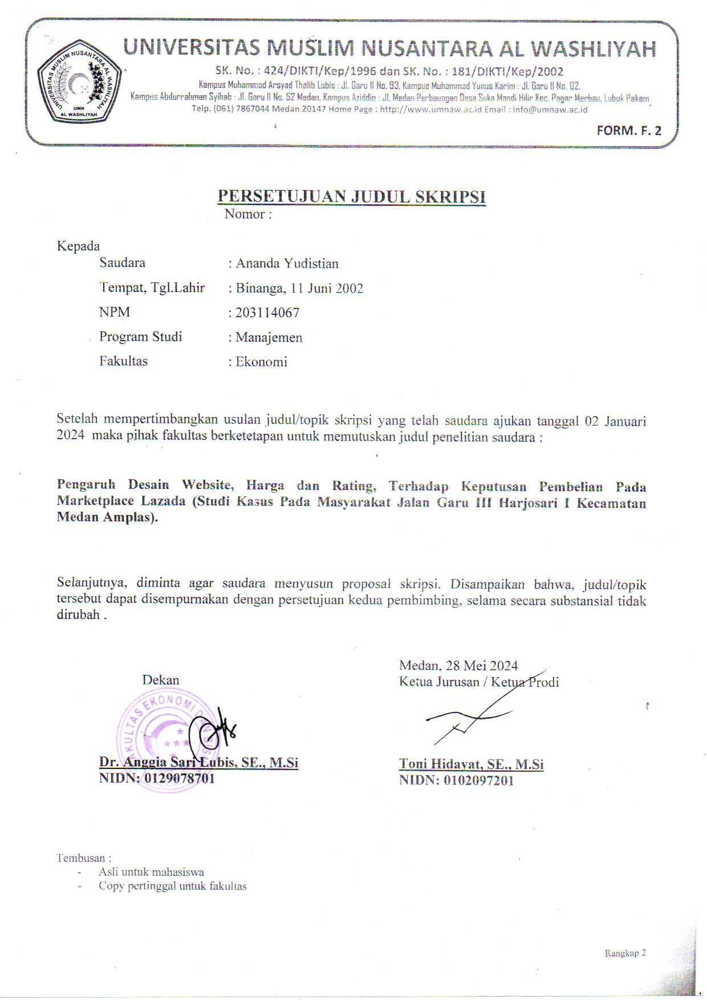 UNIVERSITAS MUSLIM NUSANTARA AL WASHLIYAH
SK. No. : 424/DIKTI/Kep/1996 dan SK. No. : 181/DIKTI/Kep/2002
Kampus Muhammad Arsyad Thalib Lubis : Jl. Garu II No. 93, Kampus Muhammad Yunus Karim : Jl. Garu II No. 02,
Kampus Abdurrahman Syihab : Jl. Garu II No. 52 Medan, Kampus Aziddin : Jl. Medan Perbaungan Desa Suka Mandi Hilir Kec. Pagar Merbau, Lubuk Pakam
Telp. (061) 7867044 Medan 20147 Home Page : http://www.umnaw.ac.id Email : info@umnaw.ac.id
UNIVERSITAS MUSLIM NUSANTARA AL WASHLIYAH
UMN
AL WASHLIYAH
FORM. F. 2
PERSETUJUAN JUDUL SKRIPSI
Nomor :
Kepada
Saudara : Ananda Yudistian
Tempat, Tgl.Lahir : Binanga, 11 Juni 2002
NPM : 203114067
Program Studi : Manajemen
Fakultas : Ekonomi
Setelah mempertimbangkan usulan judul/topik skripsi yang telah saudara ajukan tanggal 02 Januari
2024 maka pihak fakultas berketetapan untuk memutuskan judul penelitian saudara :
Pengaruh Desain Website, Harga dan Rating, Terhadap Keputusan Pembelian Pada
Marketplace Lazada (Studi Kasus Pada Masyarakat Jalan Garu III Harjosari I Kecamatan
Medan Amplas).
Selanjutnya, diminta agar saudara menyusun proposal skripsi. Disampaikan bahwa, judul/topik
tersebut dapat disempurnakan dengan persetujuan kedua pembimbing, selama secara substansial tidak
dirubah .
Medan, 28 Mei 2024
Dekan
Ketua Jurusan / Ketua Prodi
FAKULTAS EKONOMI DAN BISNIS
Dr. Anggia Sari Lubis, SE., M.Si
NIDN: 0129078701
Toni Hidayat, SE., M.Si
NIDN: 0102097201
Tembusan :
- Asli untuk mahasiswa
- Copy pertinggal untuk fakultas
Rangkap 2